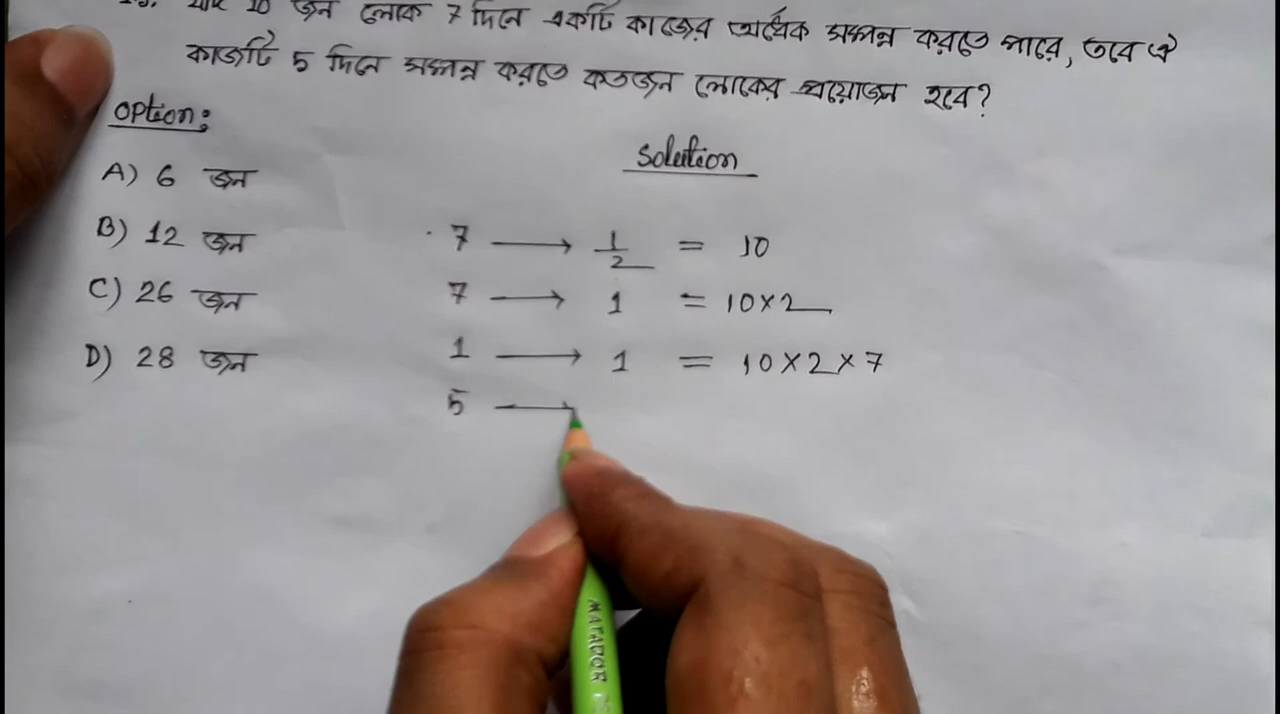 যদি 10 জন লোক 7 দিনে একটি কাজের অর্ধেক সম্পন্ন করতে পারে, তবে ঐ
কাজটি 5 দিনে সম্পন্ন করতে কতজন লোকের প্রয়োজন হবে?
Option:
Solution
A) 6 জন
B) 12 জন
C) 26 জন
D) 28 জন
7 ⟶ 1/2 = 10
7 ⟶ 1 = 10×2
1 ⟶ 1 = 10×2×7
5 ⟶
MATADOR